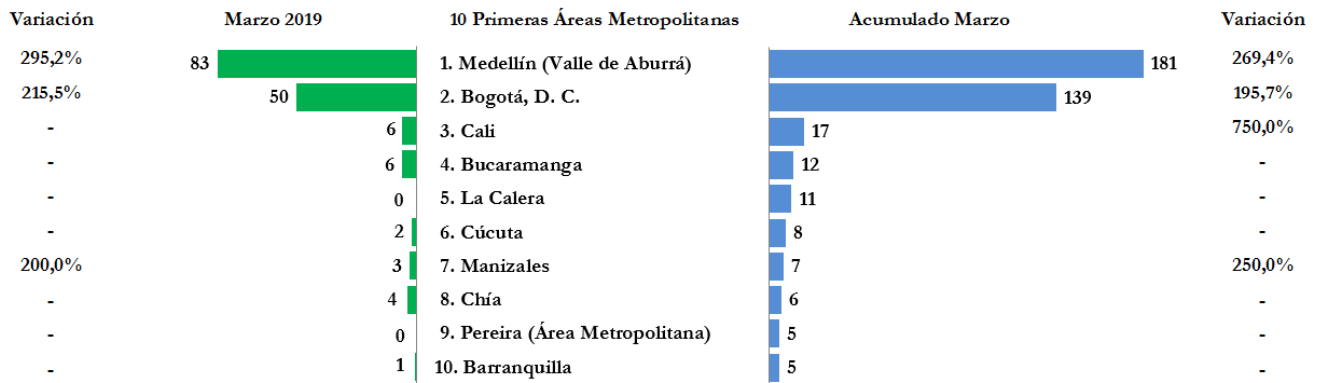 Variación Marzo 2019 10 Primeras Áreas Metropolitanas Acumulado Marzo Variación
295,2% 83 1. Medellín (Valle de Aburrá) 181 269,4%
215,5% 50 2. Bogotá, D. C. 139 195,7%
- 6 3. Cali 17 750,0%
- 6 4. Bucaramanga 12 -
- 0 5. La Calera 11 -
- 2 6. Cúcuta 8 -
200,0% 3 7. Manizales 7 250,0%
- 4 8. Chía 6 -
- 0 9. Pereira (Área Metropolitana) 5 -
- 1 10. Barranquilla 5 -